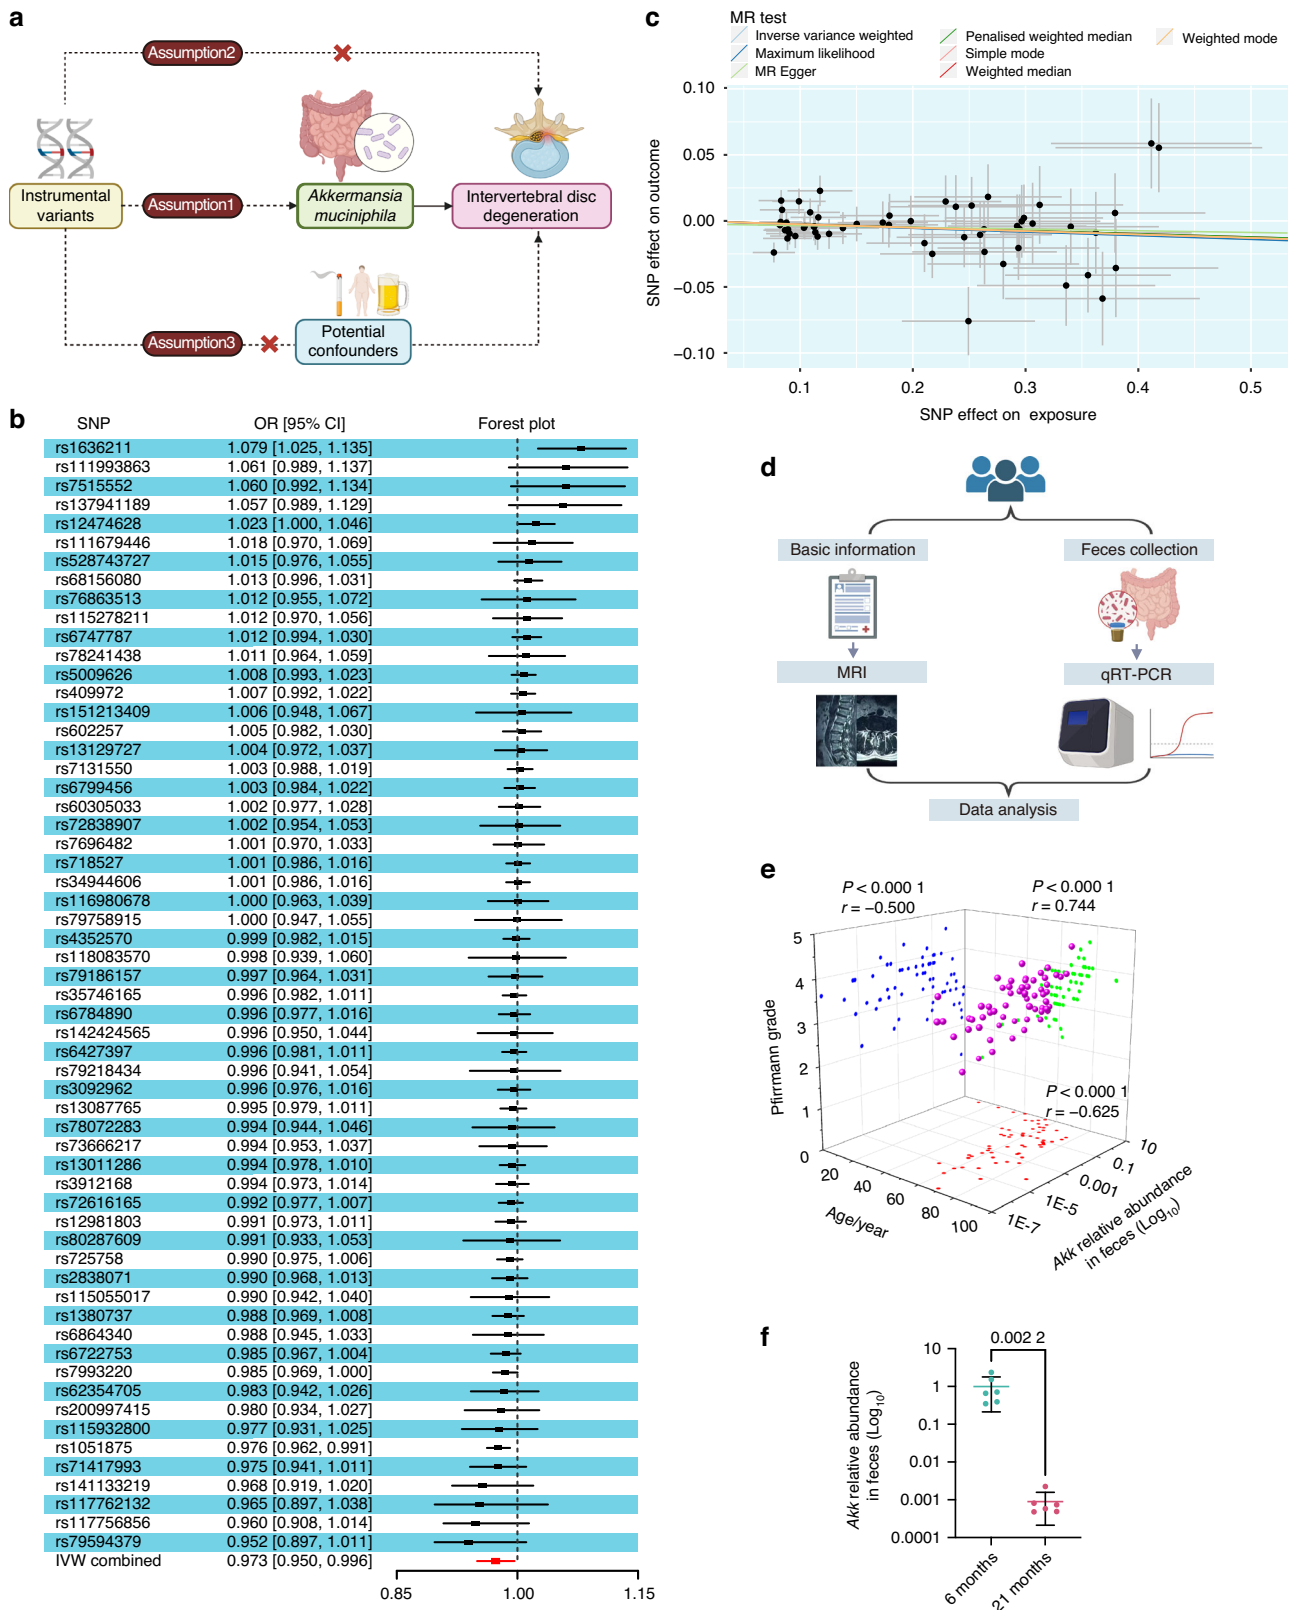 a
Assumption2
Instrumental
variants
Assumption1
Akkermansia
muciniphila
Intervertebral disc
degeneration
Assumption3
Potential
confounders
b
SNP OR [95% CI] Forest plot
rs1636211 1.079 [1.025, 1.135]
rs111993863 1.061 [0.989, 1.137]
rs7515552 1.060 [0.992, 1.134]
rs137941189 1.057 [0.989, 1.129]
rs12474628 1.023 [1.000, 1.046]
rs111679446 1.018 [0.970, 1.069]
rs528743727 1.015 [0.976, 1.055]
rs68156080 1.013 [0.996, 1.031]
rs76863513 1.012 [0.955, 1.072]
rs115278211 1.012 [0.970, 1.056]
rs6747787 1.012 [0.994, 1.030]
rs78241438 1.011 [0.964, 1.059]
rs5009626 1.008 [0.993, 1.023]
rs409972 1.007 [0.992, 1.022]
rs151213409 1.006 [0.948, 1.067]
rs602257 1.005 [0.982, 1.030]
rs13129727 1.004 [0.972, 1.037]
rs7131550 1.003 [0.988, 1.019]
rs6799456 1.003 [0.984, 1.022]
rs60305033 1.002 [0.977, 1.028]
rs72838907 1.002 [0.954, 1.053]
rs7696482 1.001 [0.970, 1.033]
rs718527 1.001 [0.986, 1.016]
rs34944606 1.001 [0.986, 1.016]
rs116980678 1.000 [0.963, 1.039]
rs79758915 1.000 [0.947, 1.055]
rs4352570 0.999 [0.982, 1.015]
rs118083570 0.998 [0.939, 1.060]
rs79186157 0.997 [0.964, 1.031]
rs35746165 0.996 [0.982, 1.011]
rs6784890 0.996 [0.977, 1.016]
rs142424565 0.996 [0.950, 1.044]
rs6427397 0.996 [0.981, 1.011]
rs79218434 0.996 [0.941, 1.054]
rs3092962 0.996 [0.976, 1.016]
rs13087765 0.995 [0.979, 1.011]
rs78072283 0.994 [0.944, 1.046]
rs73666217 0.994 [0.953, 1.037]
rs13011286 0.994 [0.978, 1.010]
rs3912168 0.994 [0.973, 1.014]
rs72616165 0.992 [0.977, 1.007]
rs12981803 0.991 [0.973, 1.011]
rs80287609 0.991 [0.933, 1.053]
rs725758 0.990 [0.975, 1.006]
rs2838071 0.990 [0.968, 1.013]
rs115055017 0.990 [0.942, 1.040]
rs1380737 0.988 [0.969, 1.008]
rs6864340 0.988 [0.945, 1.033]
rs6722753 0.985 [0.967, 1.004]
rs7993220 0.985 [0.969, 1.000]
rs62354705 0.983 [0.942, 1.026]
rs200997415 0.980 [0.934, 1.027]
rs115932800 0.977 [0.931, 1.025]
rs1051875 0.976 [0.962, 0.991]
rs71417993 0.975 [0.941, 1.011]
rs141133219 0.968 [0.919, 1.020]
rs117762132 0.965 [0.897, 1.038]
rs117756856 0.960 [0.908, 1.014]
rs79594379 0.952 [0.897, 1.011]
IVW combined 0.973 [0.950, 0.996]
0.85 1.00 1.15
c
MR test
Inverse variance weighted Penalised weighted median Weighted mode
Maximum likelihood Simple mode
MR Egger Weighted median
SNP effect on outcome
0.10
0.05
0.00
−0.05
−0.10
0.1 0.2 0.3 0.4 0.5
SNP effect on exposure
d
Basic information Feces collection
MRI qRT-PCR
Data analysis
e
P < 0.000 1
r = −0.500
P < 0.000 1
r = 0.744
P < 0.000 1
r = −0.625
Pfirrmann grade
5
4
3
2
1
0
20 40 60 80 100
Age/year
1E-7 1E-5 0.001 0.1 10
Akk relative abundance
in feces (Log10)
f
0.002 2
Akk relative abundance
in feces (Log10)
10
1
0.1
0.01
0.001
0.0001
6 months 21 months